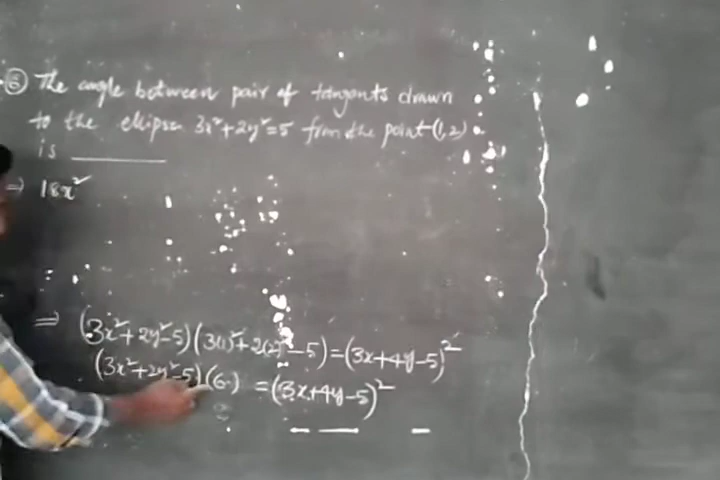 ⑥ The angle between pair of tangents drawn
to the ellipse 3x²+2y²=5 from the point (1,2)
is ________
⇒ 18x²
⇒ (3x²+2y²-5)(3(1)²+2(2)²-5)=(3x+4y-5)²
(3x²+2y²-5)(6) = (3x+4y-5)²